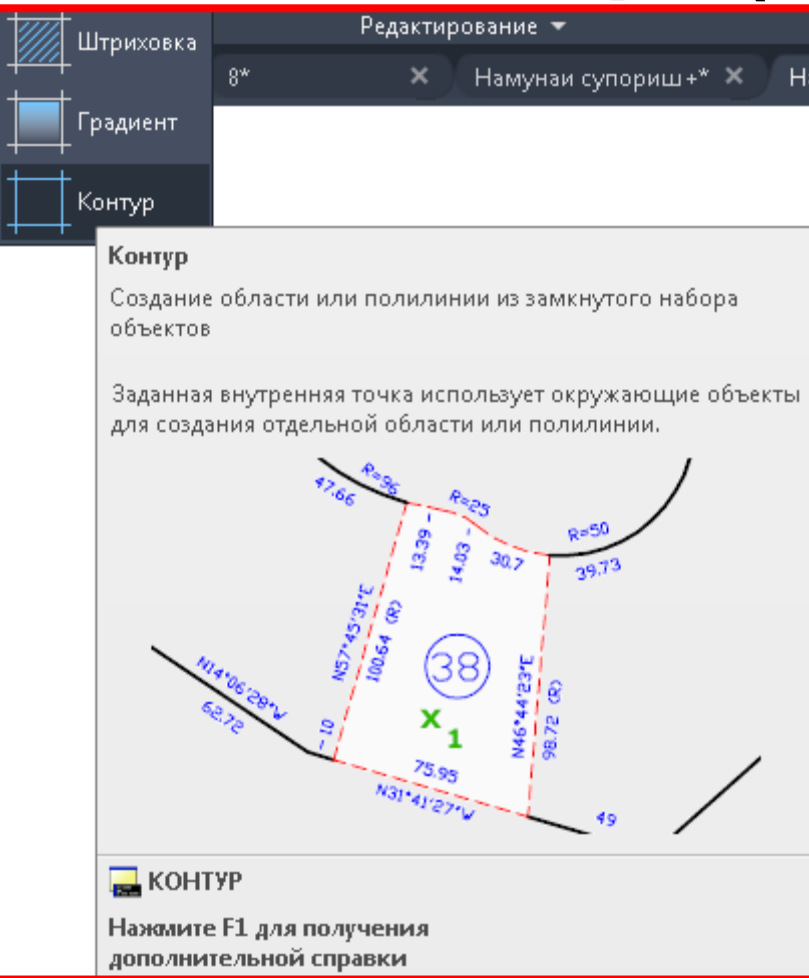 Штриховка
Редактирование
8*
Намунаи супориш+*
Градиент
Контур
Контур
Создание области или полилинии из замкнутого набора
объектов
Заданная внутренняя точка использует окружающие объекты
для создания отдельной области или полилинии.
R=96
47.66
R=25
R=50
39.73
13.39
14.03
30.7
N57°45'31"E
100.64 (R)
38
N46°44'23"E
98.72 (R)
N14°06'28"W
62.72
10
X 1
75.95
N31°41'27"W
49
КОНТУР
Нажмите F1 для получения
дополнительной справки